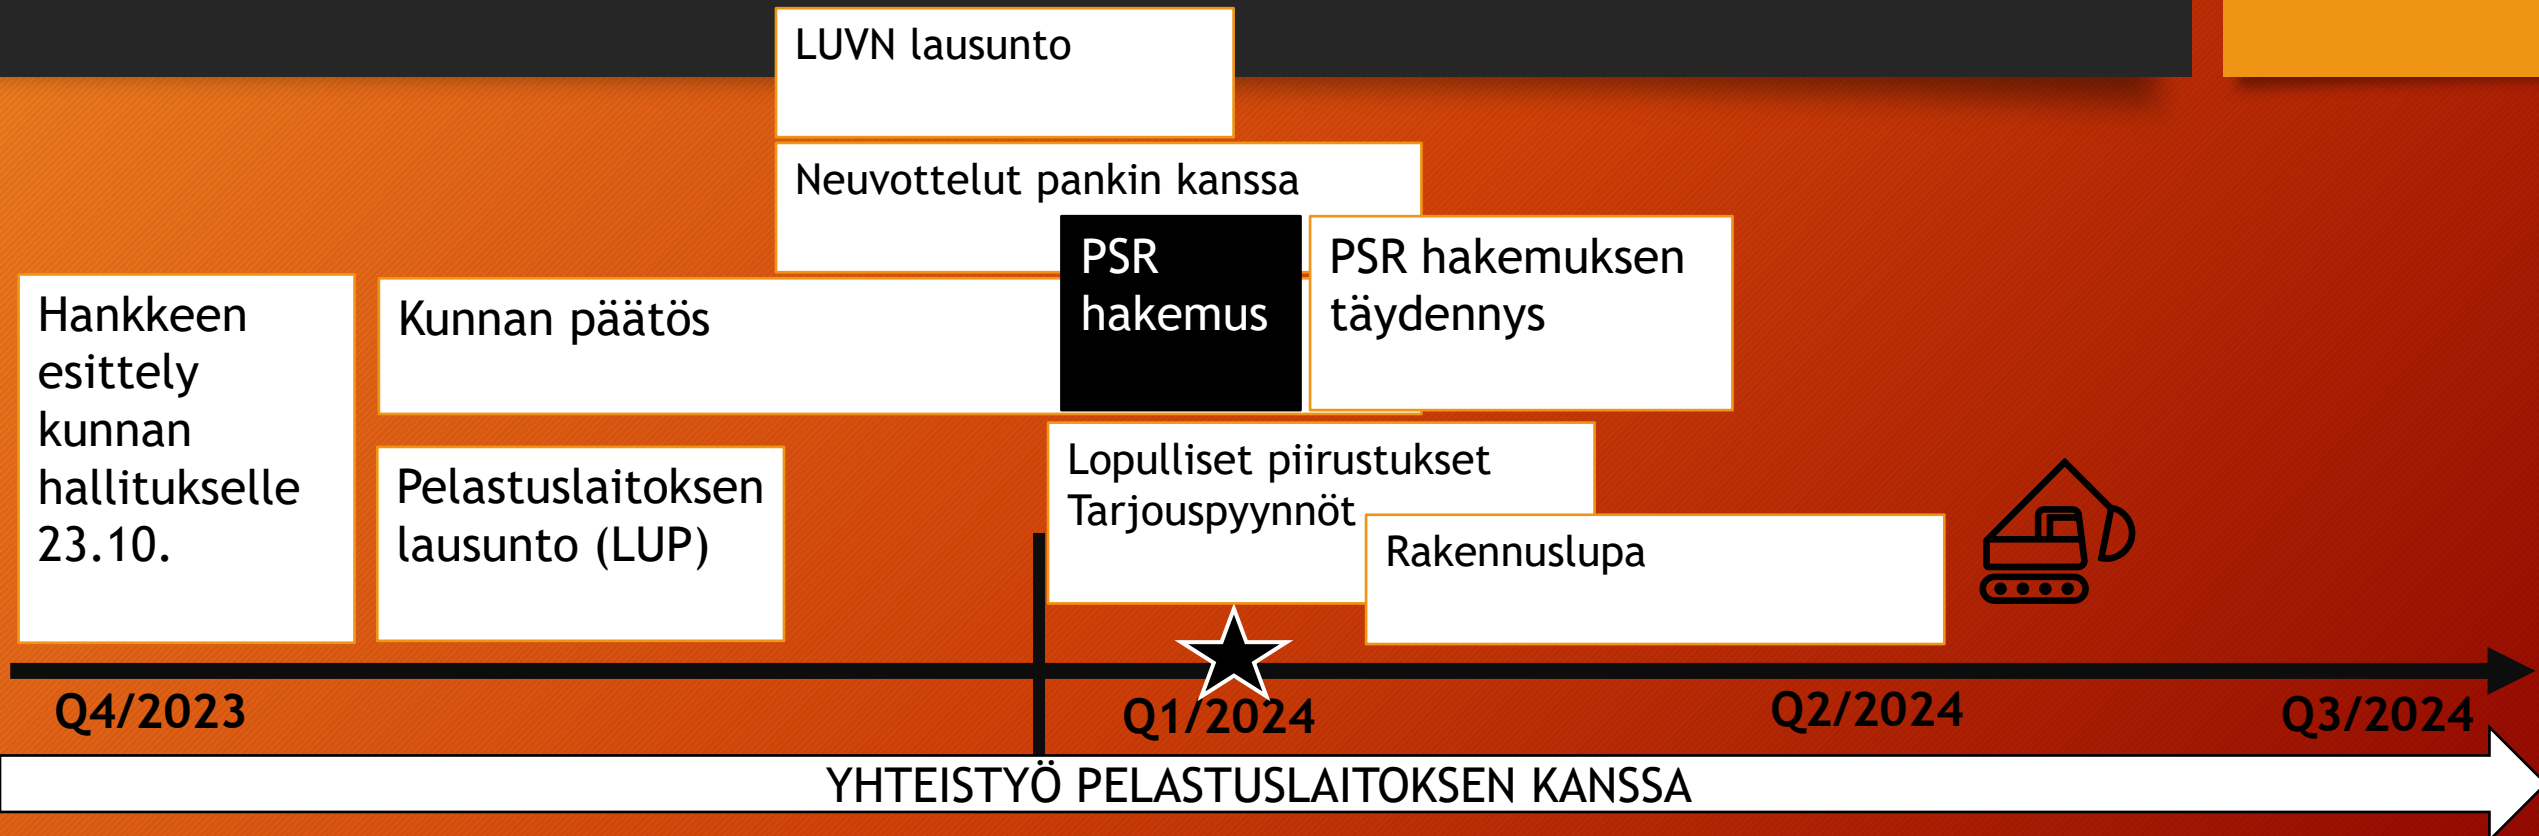 LUVN lausunto
Neuvottelut pankin kanssa
PSR
hakemus
PSR hakemuksen
täydennys
Hankkeen
esittely
kunnan
hallitukselle
23.10.
Kunnan päätös
Pelastuslaitoksen
lausunto (LUP)
Lopulliset piirustukset
Tarjouspyynnöt
Rakennuslupa
Q4/2023
Q1/2024
Q2/2024
Q3/2024
YHTEISTYÖ PELASTUSLAITOKSEN KANSSA